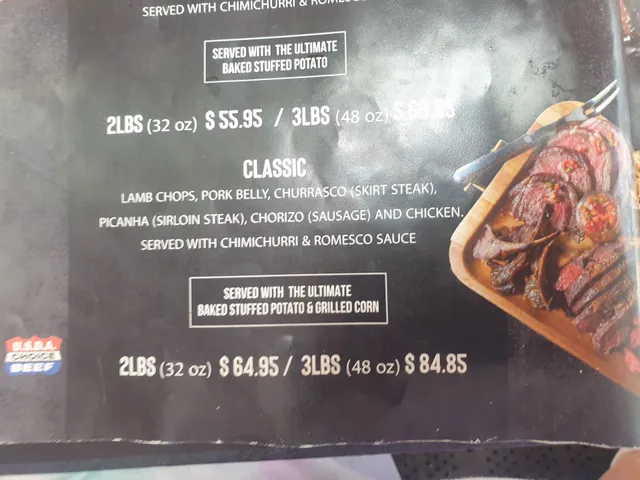 SERVED WITH CHIMICHURRI &
SERVED WITH THE ULTIMATE
BAKED STUFFED POTATO
2LBS (32 oz) $ 55.95 / 3LBS (48 oz)
CLASSIC
LAMB CHOPS, PORK BELLY, CHURRASCO (SKIRT STEAK),
PICANHA (SIRLOIN STEAK), CHORIZO (SAUSAGE) AND CHICKEN.
SERVED WITH CHIMICHURRI & ROMESCO SAUCE
SERVED WITH THE ULTIMATE
BAKED STUFFED POTATO & GRILLED CORN
U.S.D.A.
CHOICE
BEEF
2LBS (32 oz) $ 64.95 / 3LBS (48 oz) $ 84.85